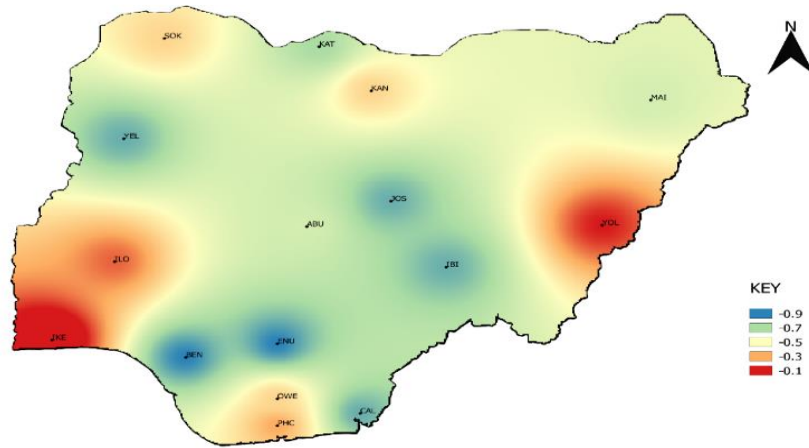 SOK
KAT
N
KAN
MAI
YEL
JOS
ABU
YOL
ILO
IBI
KEY
-0.9
-0.7
-0.5
-0.3
-0.1
IKE
ENU
BEN
OWE
CAL
PHC